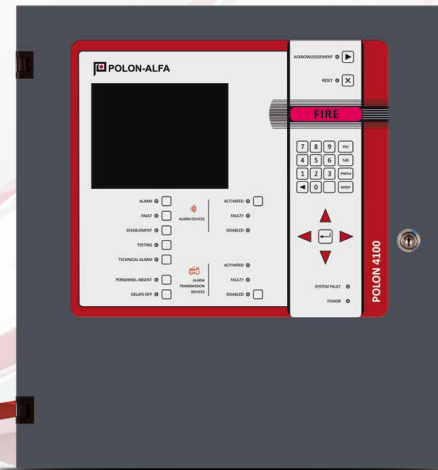 POLON-ALFA
ACKNOWLEDGEMENT
RESET
FIRE
7 8 9 esc
4 5 6 tab
1 2 3 menu
0 enter
ALARM
FAULT
DISABLEMENT
TESTING
TECHNICAL ALARM
PERSONNEL ABSENT
DELAYS OFF
ALARM DEVICES
ACTIVATED
FAULTY
DISABLED
ALARM
TRANSMISSION
DEVICES
ACTIVATED
FAULTY
DISABLED
SYSTEM FAULT
POWER
POLON 4100